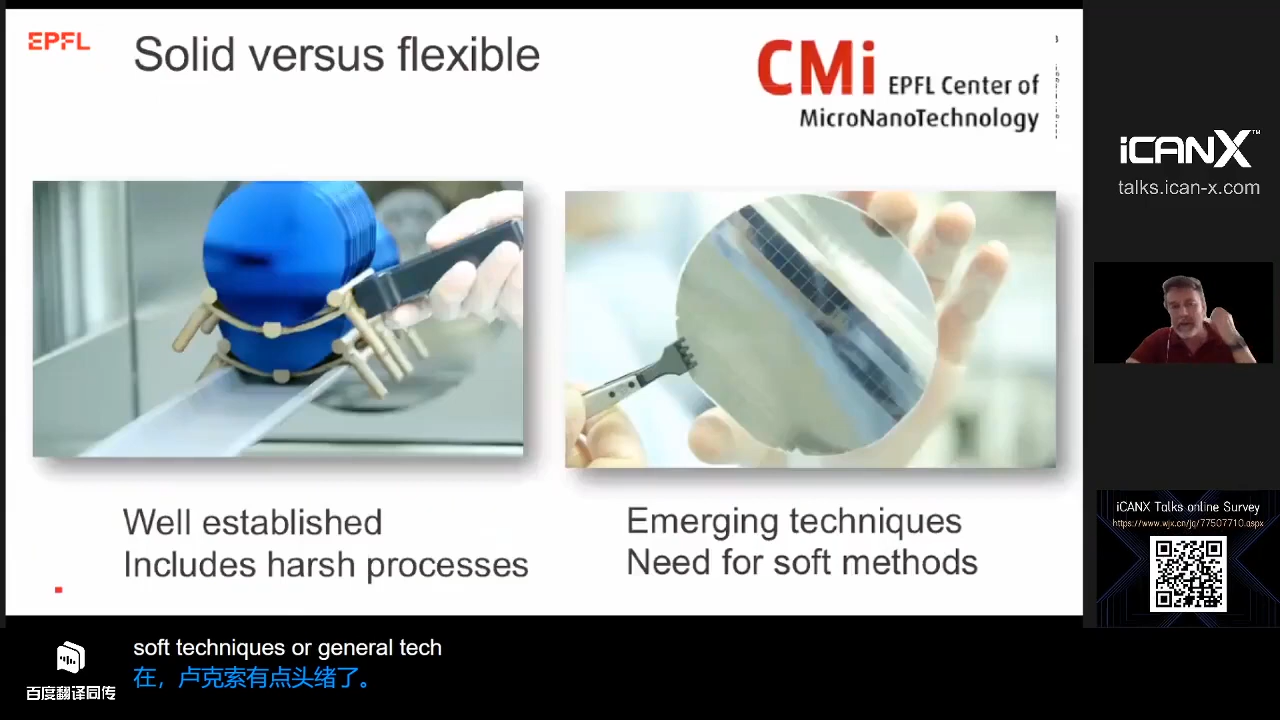 EPFL
Solid versus flexible
CMi EPFL Center of
MicroNanoTechnology
Well established
Includes harsh processes
Emerging techniques
Need for soft methods
iCANX™
talks.ican-x.com
iCANX Talks online Survey
https://www.wjx.cn/jq/77507710.aspx
soft techniques or general tech
在，卢克索有点头绪了。
百度翻译同传